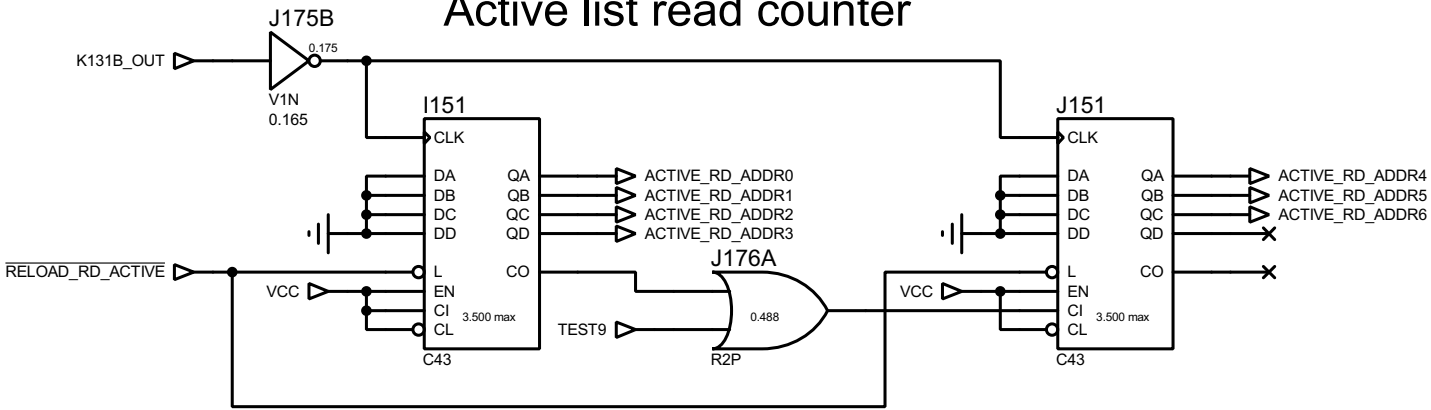 Active list read counter
J175B
0.175
K131B_OUT
V1N
0.165
I151
J151
CLK
CLK
DA QA ACTIVE_RD_ADDR0
DB QB ACTIVE_RD_ADDR1
DC QC ACTIVE_RD_ADDR2
DD QD ACTIVE_RD_ADDR3
DA QA ACTIVE_RD_ADDR4
DB QB ACTIVE_RD_ADDR5
DC QC ACTIVE_RD_ADDR6
DD QD
J176A
RELOAD_RD_ACTIVE
L CO
VCC
EN
CI
3.500 max
CL
C43
TEST9
0.488
R2P
L CO
VCC
EN
CI
3.500 max
CL
C43